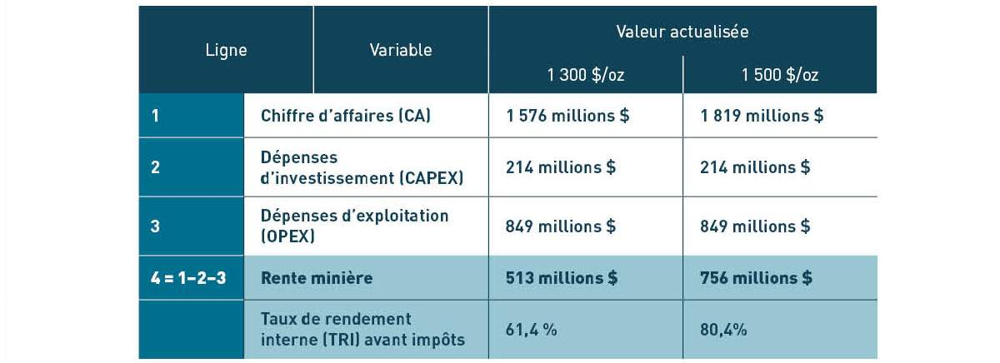 Ligne Variable Valeur actualisée
1 300 $/oz 1 500 $/oz
1 Chiffre d’affaires (CA) 1 576 millions $ 1 819 millions $
2 Dépenses
d’investissement (CAPEX) 214 millions $ 214 millions $
3 Dépenses d’exploitation
(OPEX) 849 millions $ 849 millions $
4 = 1–2–3 Rente minière 513 millions $ 756 millions $
Taux de rendement
interne (TRI) avant impôts 61,4 % 80,4%